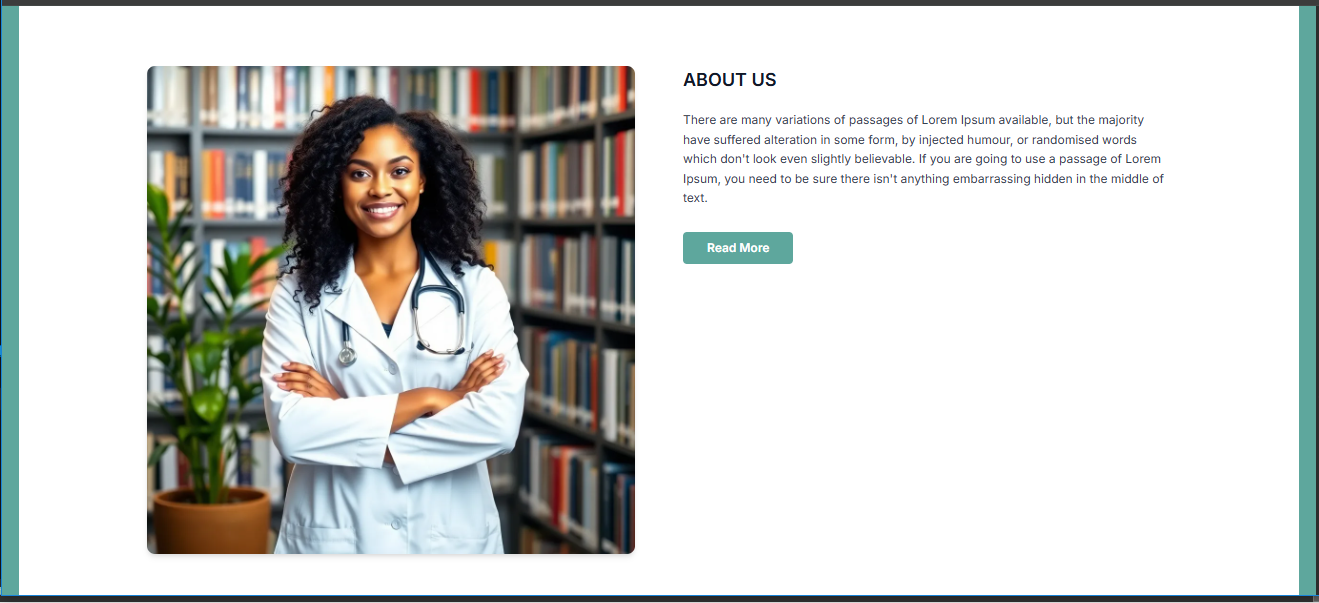 ABOUT US
There are many variations of passages of Lorem Ipsum available, but the majority
have suffered alteration in some form, by injected humour, or randomised words
which don't look even slightly believable. If you are going to use a passage of Lorem
Ipsum, you need to be sure there isn't anything embarrassing hidden in the middle of
text.
Read More